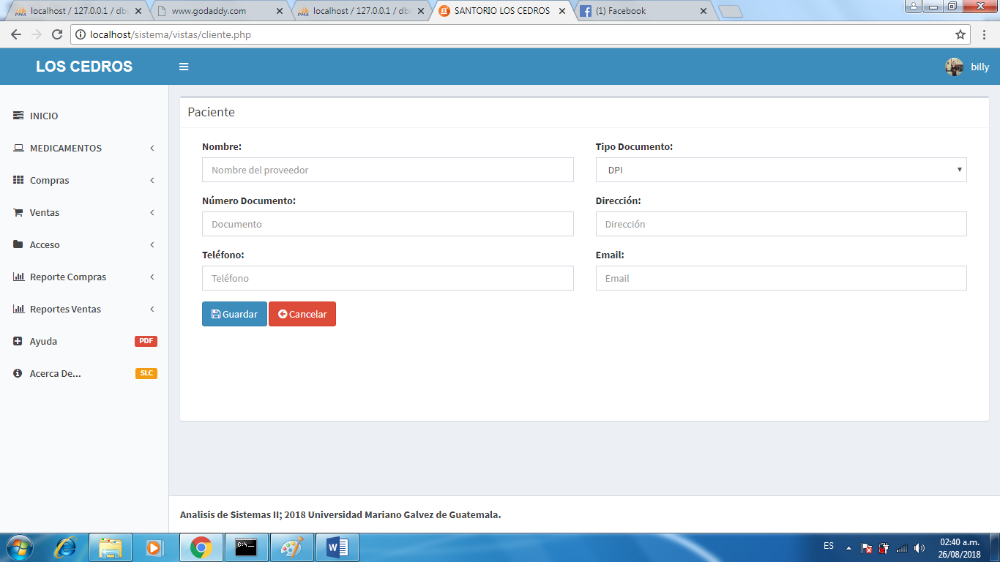 localhost / 127.0.0.1 / dbs
www.godaddy.com
localhost / 127.0.0.1 / dbs
SANTORIO LOS CEDROS
(1) Facebook
localhost/sistema/vistas/cliente.php
LOS CEDROS
billy
INICIO
MEDICAMENTOS
Compras
Ventas
Acceso
Reporte Compras
Reportes Ventas
Ayuda PDF
Acerca De... SLC
Paciente
Nombre:
Nombre del proveedor
Tipo Documento:
DPI
Número Documento:
Documento
Dirección:
Dirección
Teléfono:
Teléfono
Email:
Email
Guardar Cancelar
Analisis de Sistemas II; 2018 Universidad Mariano Galvez de Guatemala.
ES
02:40 a.m.
26/08/2018